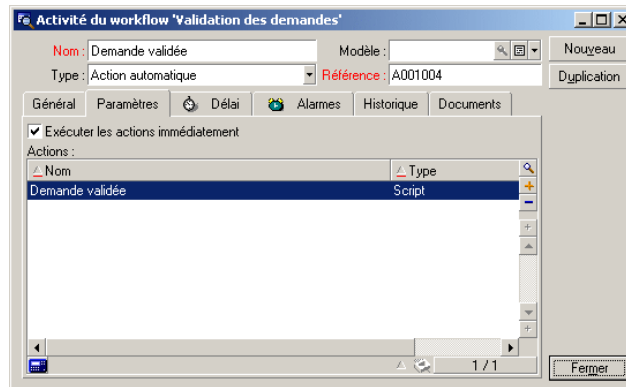 Activité du workflow 'Validation des demandes'
Nom : Demande validée Modèle : Nouveau
Type : Action automatique Référence : A001004 Duplication
Général Paramètres Délai Alarmes Historique Documents
Exécuter les actions immédiatement
Actions :
Nom Type
Demande validée Script
1 / 1 Fermer